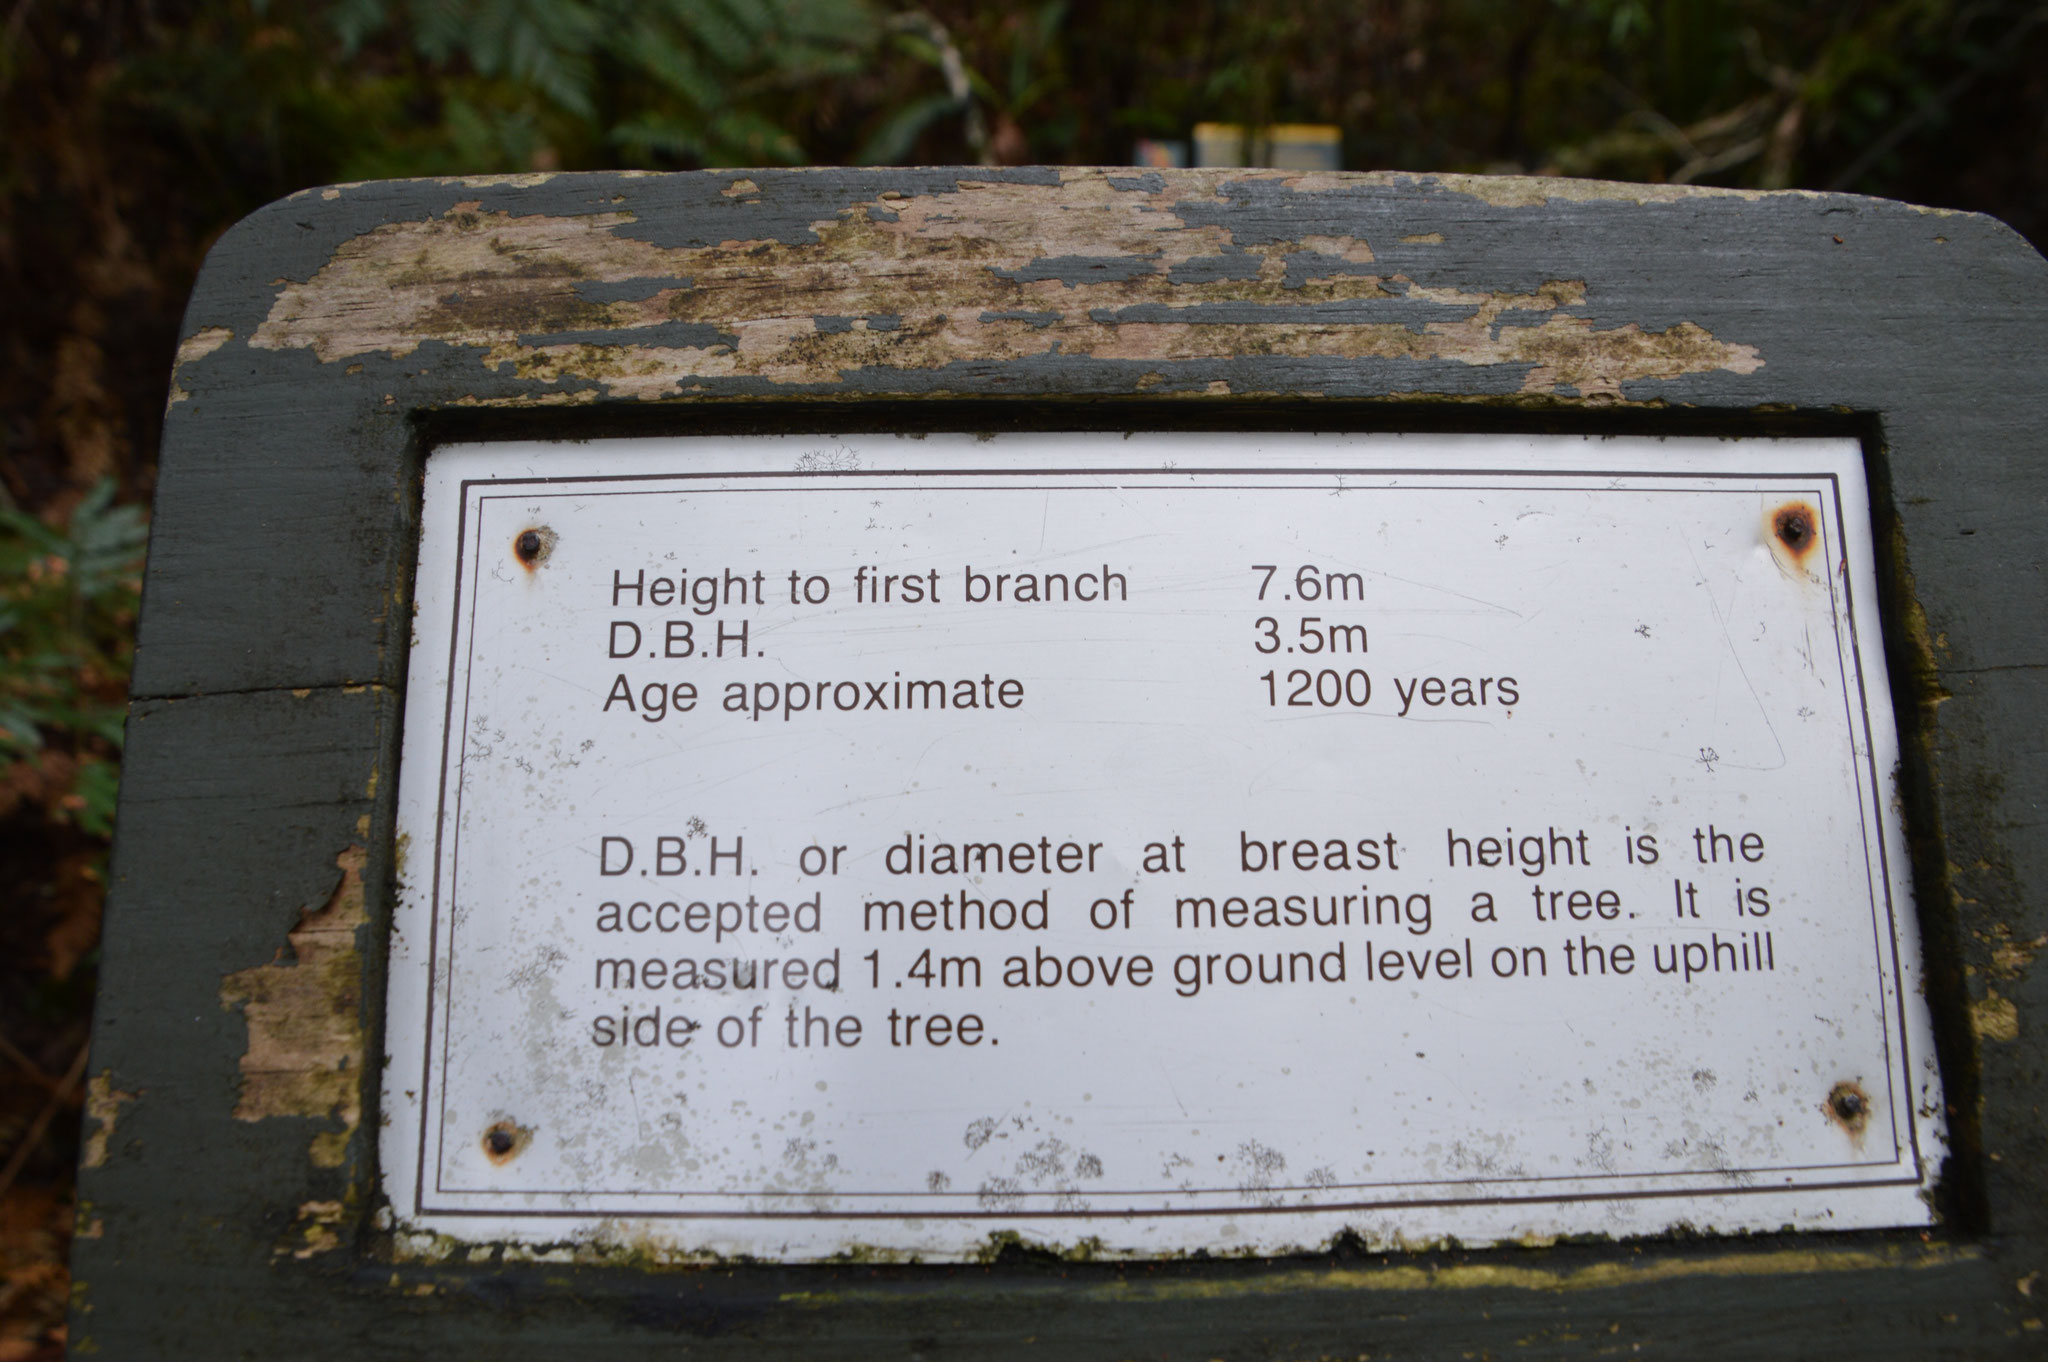 Height to first branch 7.6m
D.B.H. 3.5m
Age approximate 1200 years
D.B.H. or diameter at breast height is the
accepted method of measuring a tree. It is
measured 1.4m above ground level on the uphill
side of the tree.